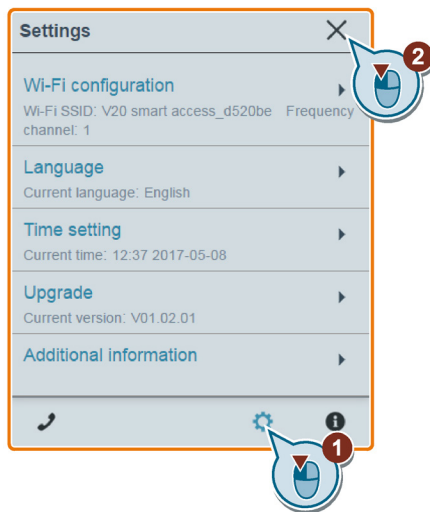 Settings
2
Wi-Fi configuration
Wi-Fi SSID: V20 smart access_d520be Frequency
channel: 1
Language
Current language: English
Time setting
Current time: 12:37 2017-05-08
Upgrade
Current version: V01.02.01
Additional information
1